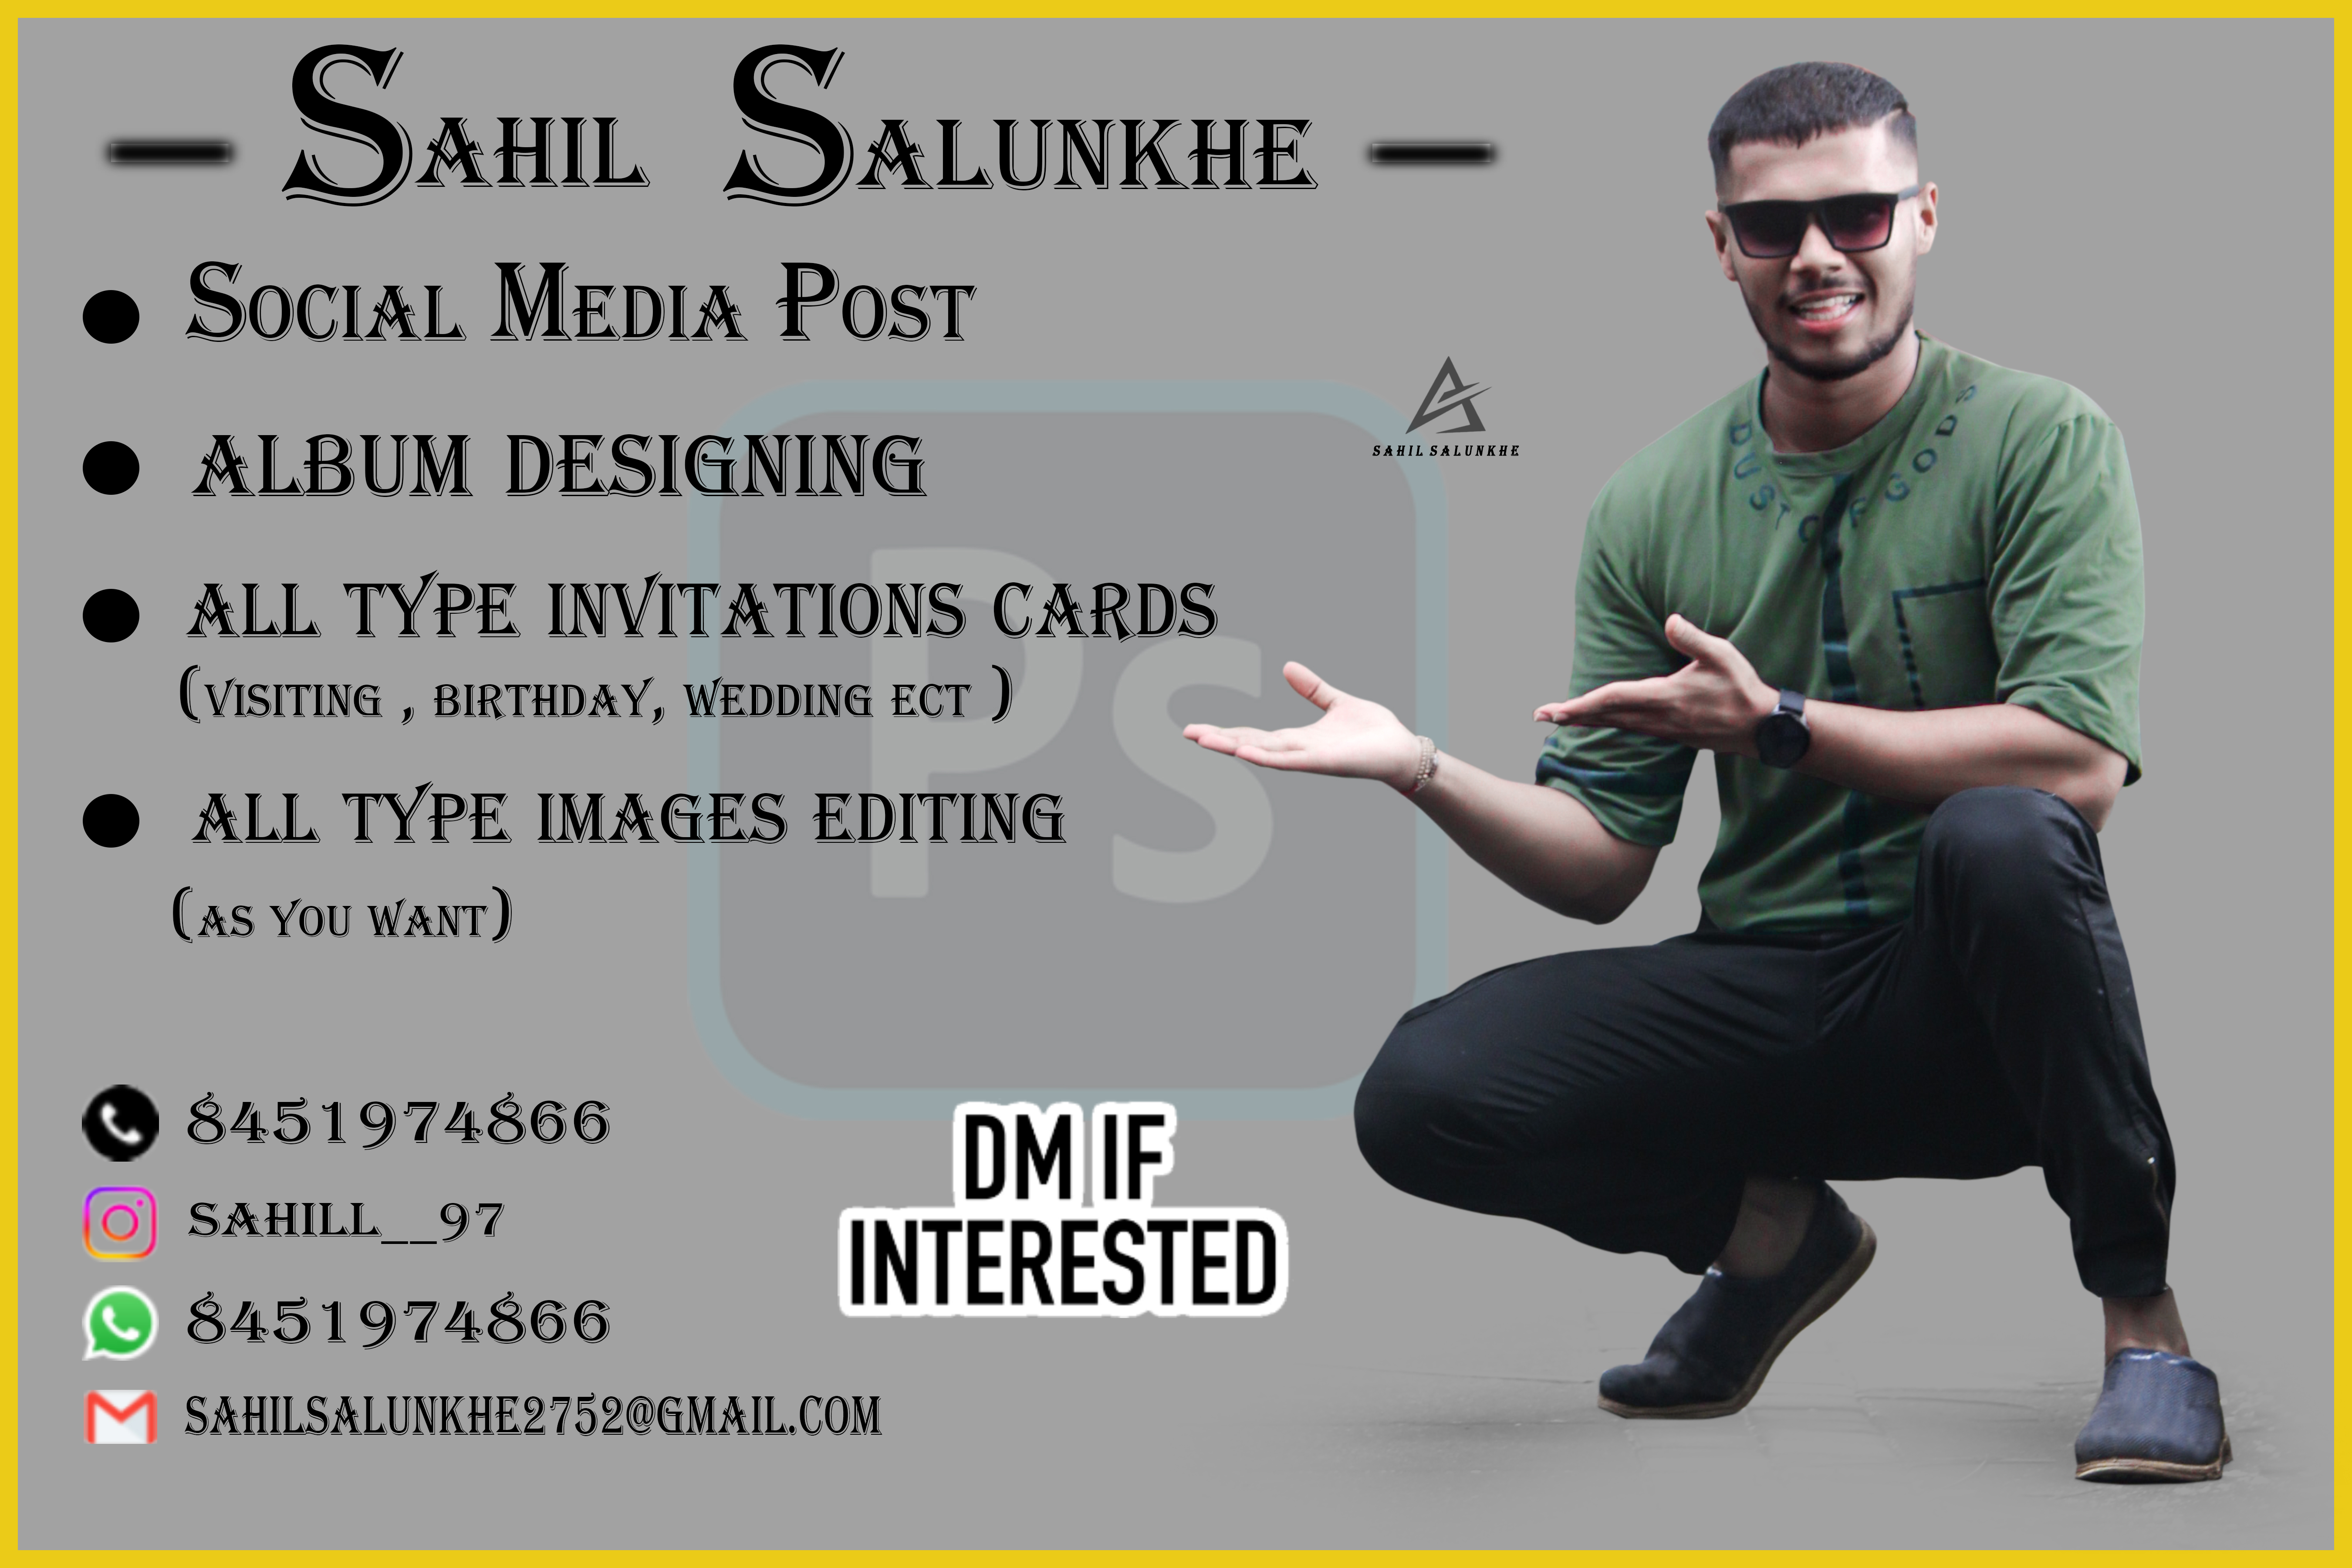 Sahil Salunkhe
Social Media Post
SAHIL SALUNKHE
ALBUM DESIGNING
DUST OF GODS
ALL TYPE INVITATIONS CARDS
(VISITING , BIRTHDAY, WEDDING ECT )
Ps
ALL TYPE IMAGES EDITING
(AS YOU WANT)
8451974866
SAHILL__97
8451974866
SAHILSALUNKHE2752@GMAIL.COM
DM IF
INTERESTED